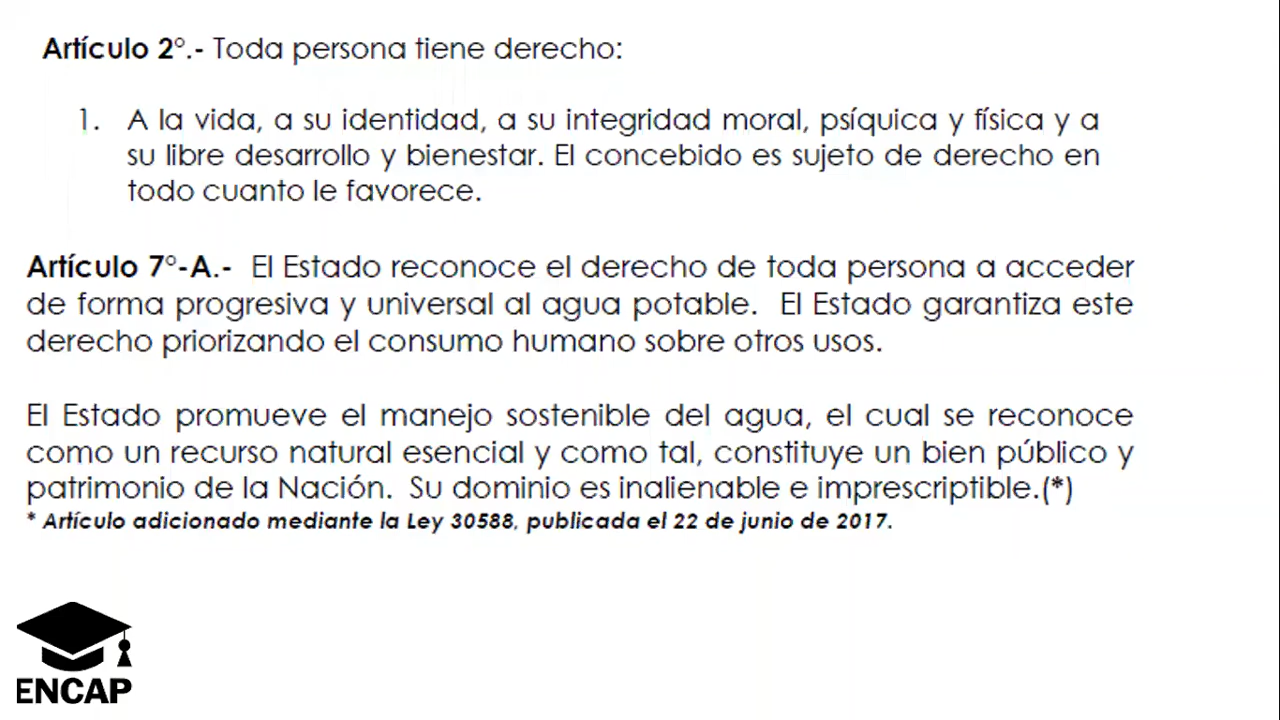 Artículo 2°.- Toda persona tiene derecho:
1. A la vida, a su identidad, a su integridad moral, psíquica y física y a
su libre desarrollo y bienestar. El concebido es sujeto de derecho en
todo cuanto le favorece.
Artículo 7°-A.- El Estado reconoce el derecho de toda persona a acceder
de forma progresiva y universal al agua potable. El Estado garantiza este
derecho priorizando el consumo humano sobre otros usos.
El Estado promueve el manejo sostenible del agua, el cual se reconoce
como un recurso natural esencial y como tal, constituye un bien público y
patrimonio de la Nación. Su dominio es inalienable e imprescriptible.(*)
* Artículo adicionado mediante la Ley 30588, publicada el 22 de junio de 2017.
ENCAP